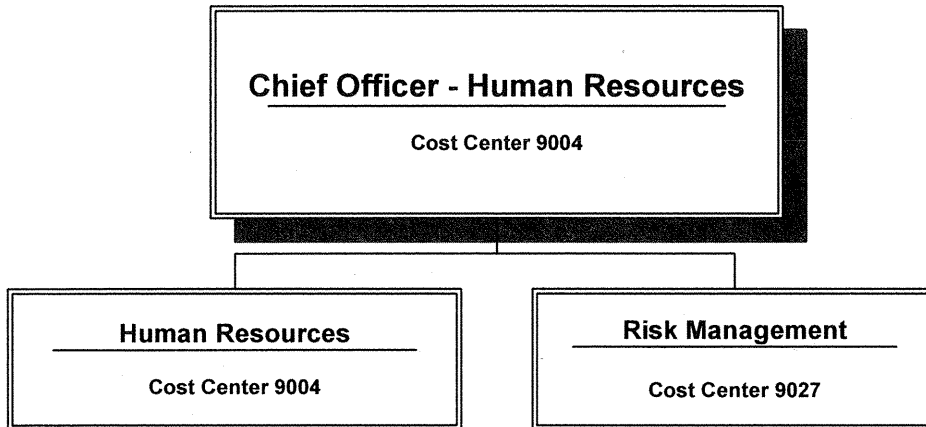 Chief Officer - Human Resources
Cost Center 9004
Human Resources
Cost Center 9004
Risk Management
Cost Center 9027